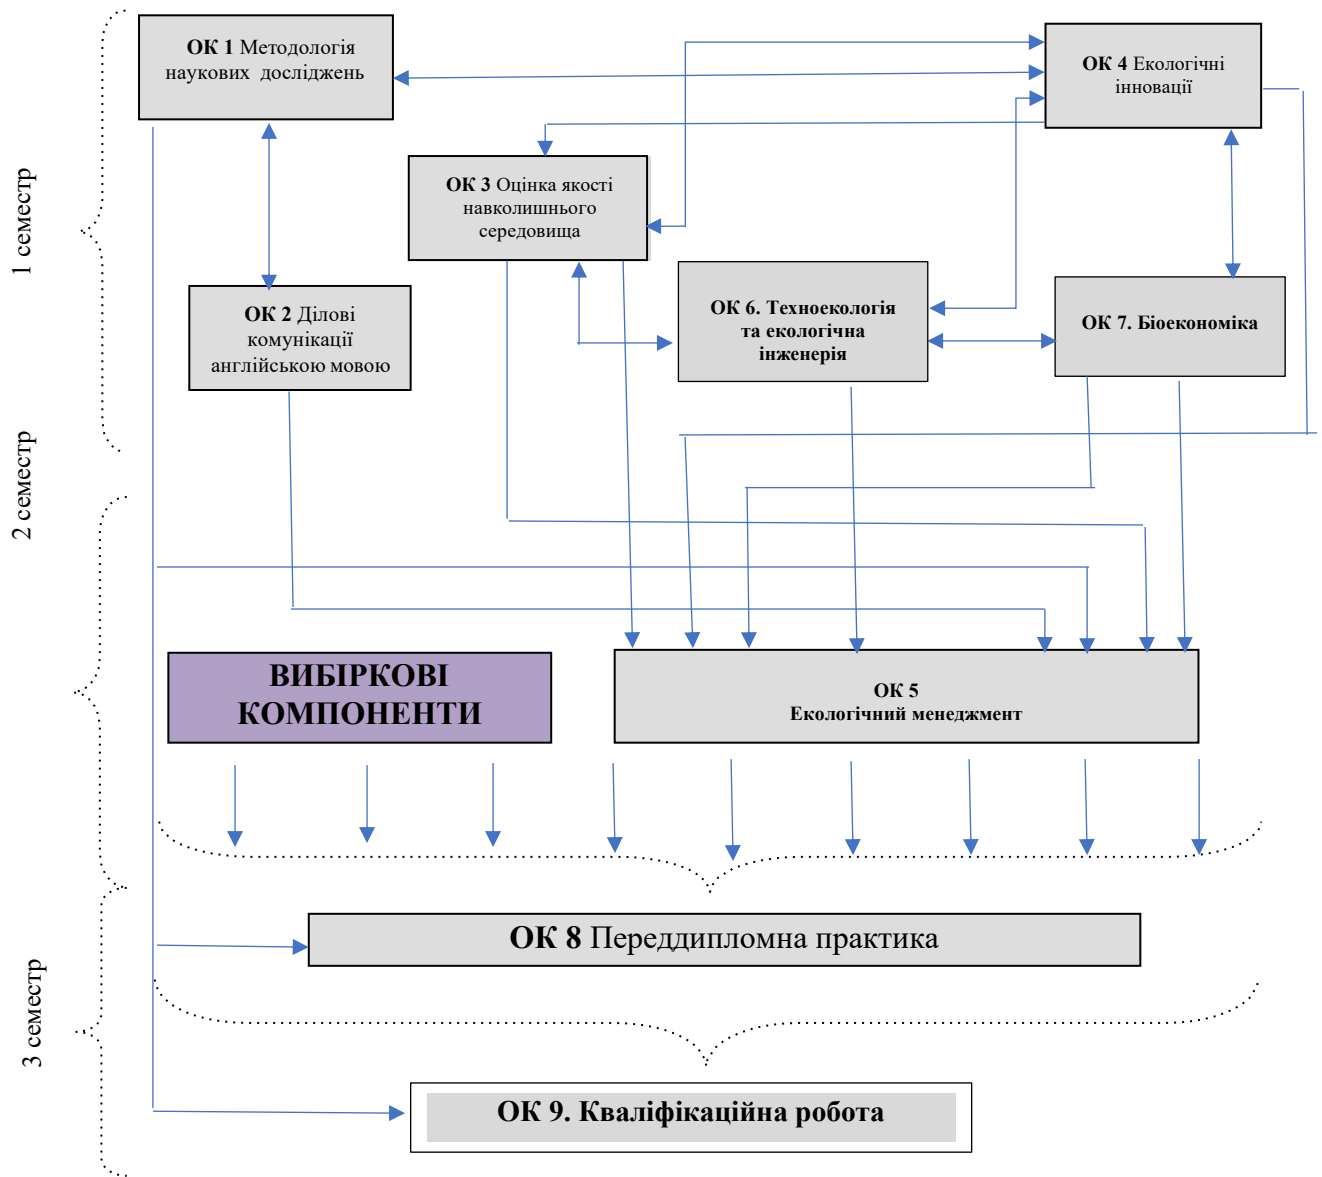 ОК 1 Методологія
наукових досліджень
ОК 4 Екологічні
інновації
1 семестр
ОК 3 Оцінка якості
навколишнього
середовища
ОК 2 Ділові
комунікації
англійською мовою
ОК 6. Техноекологія
та екологічна
інженерія
ОК 7. Біоекономіка
2 семестр
ВИБІРКОВІ
КОМПОНЕНТИ
ОК 5
Екологічний менеджмент
3 семестр
ОК 8 Переддипломна практика
ОК 9. Кваліфікаційна робота